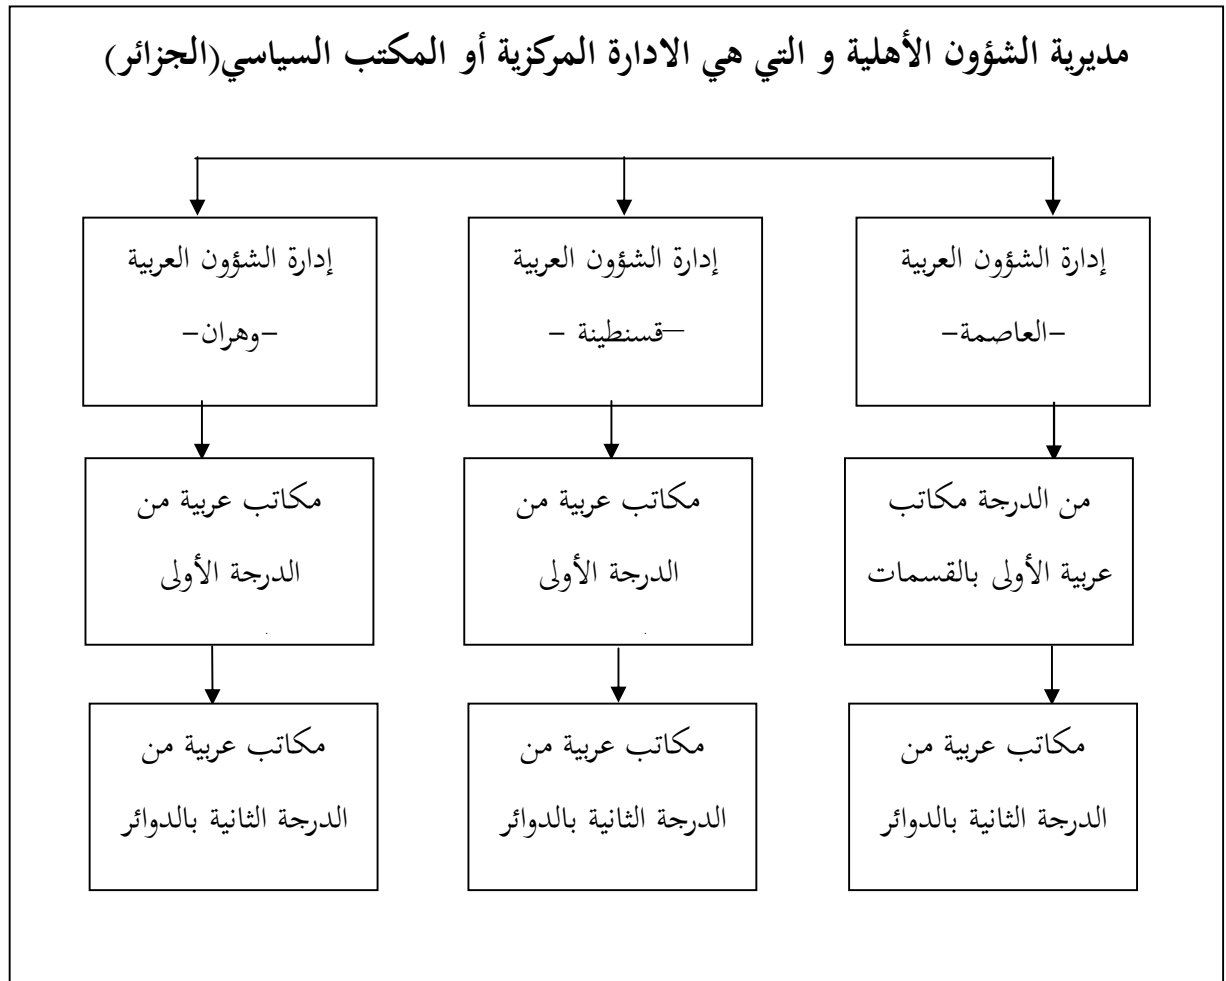 مديرية الشؤون الأهلية و التي هي الادارة المركزية أو المكتب السياسي(الجزائر)
إدارة الشؤون العربية
–العاصمة–
إدارة الشؤون العربية
–قسنطينة –
إدارة الشؤون العربية
–وهران–
من الدرجة مكاتب
عربية الأولى بالقسمات
مكاتب عربية من
الدرجة الأولى
مكاتب عربية من
الدرجة الأولى
مكاتب عربية من
الدرجة الثانية بالدوائر
مكاتب عربية من
الدرجة الثانية بالدوائر
مكاتب عربية من
الدرجة الثانية بالدوائر